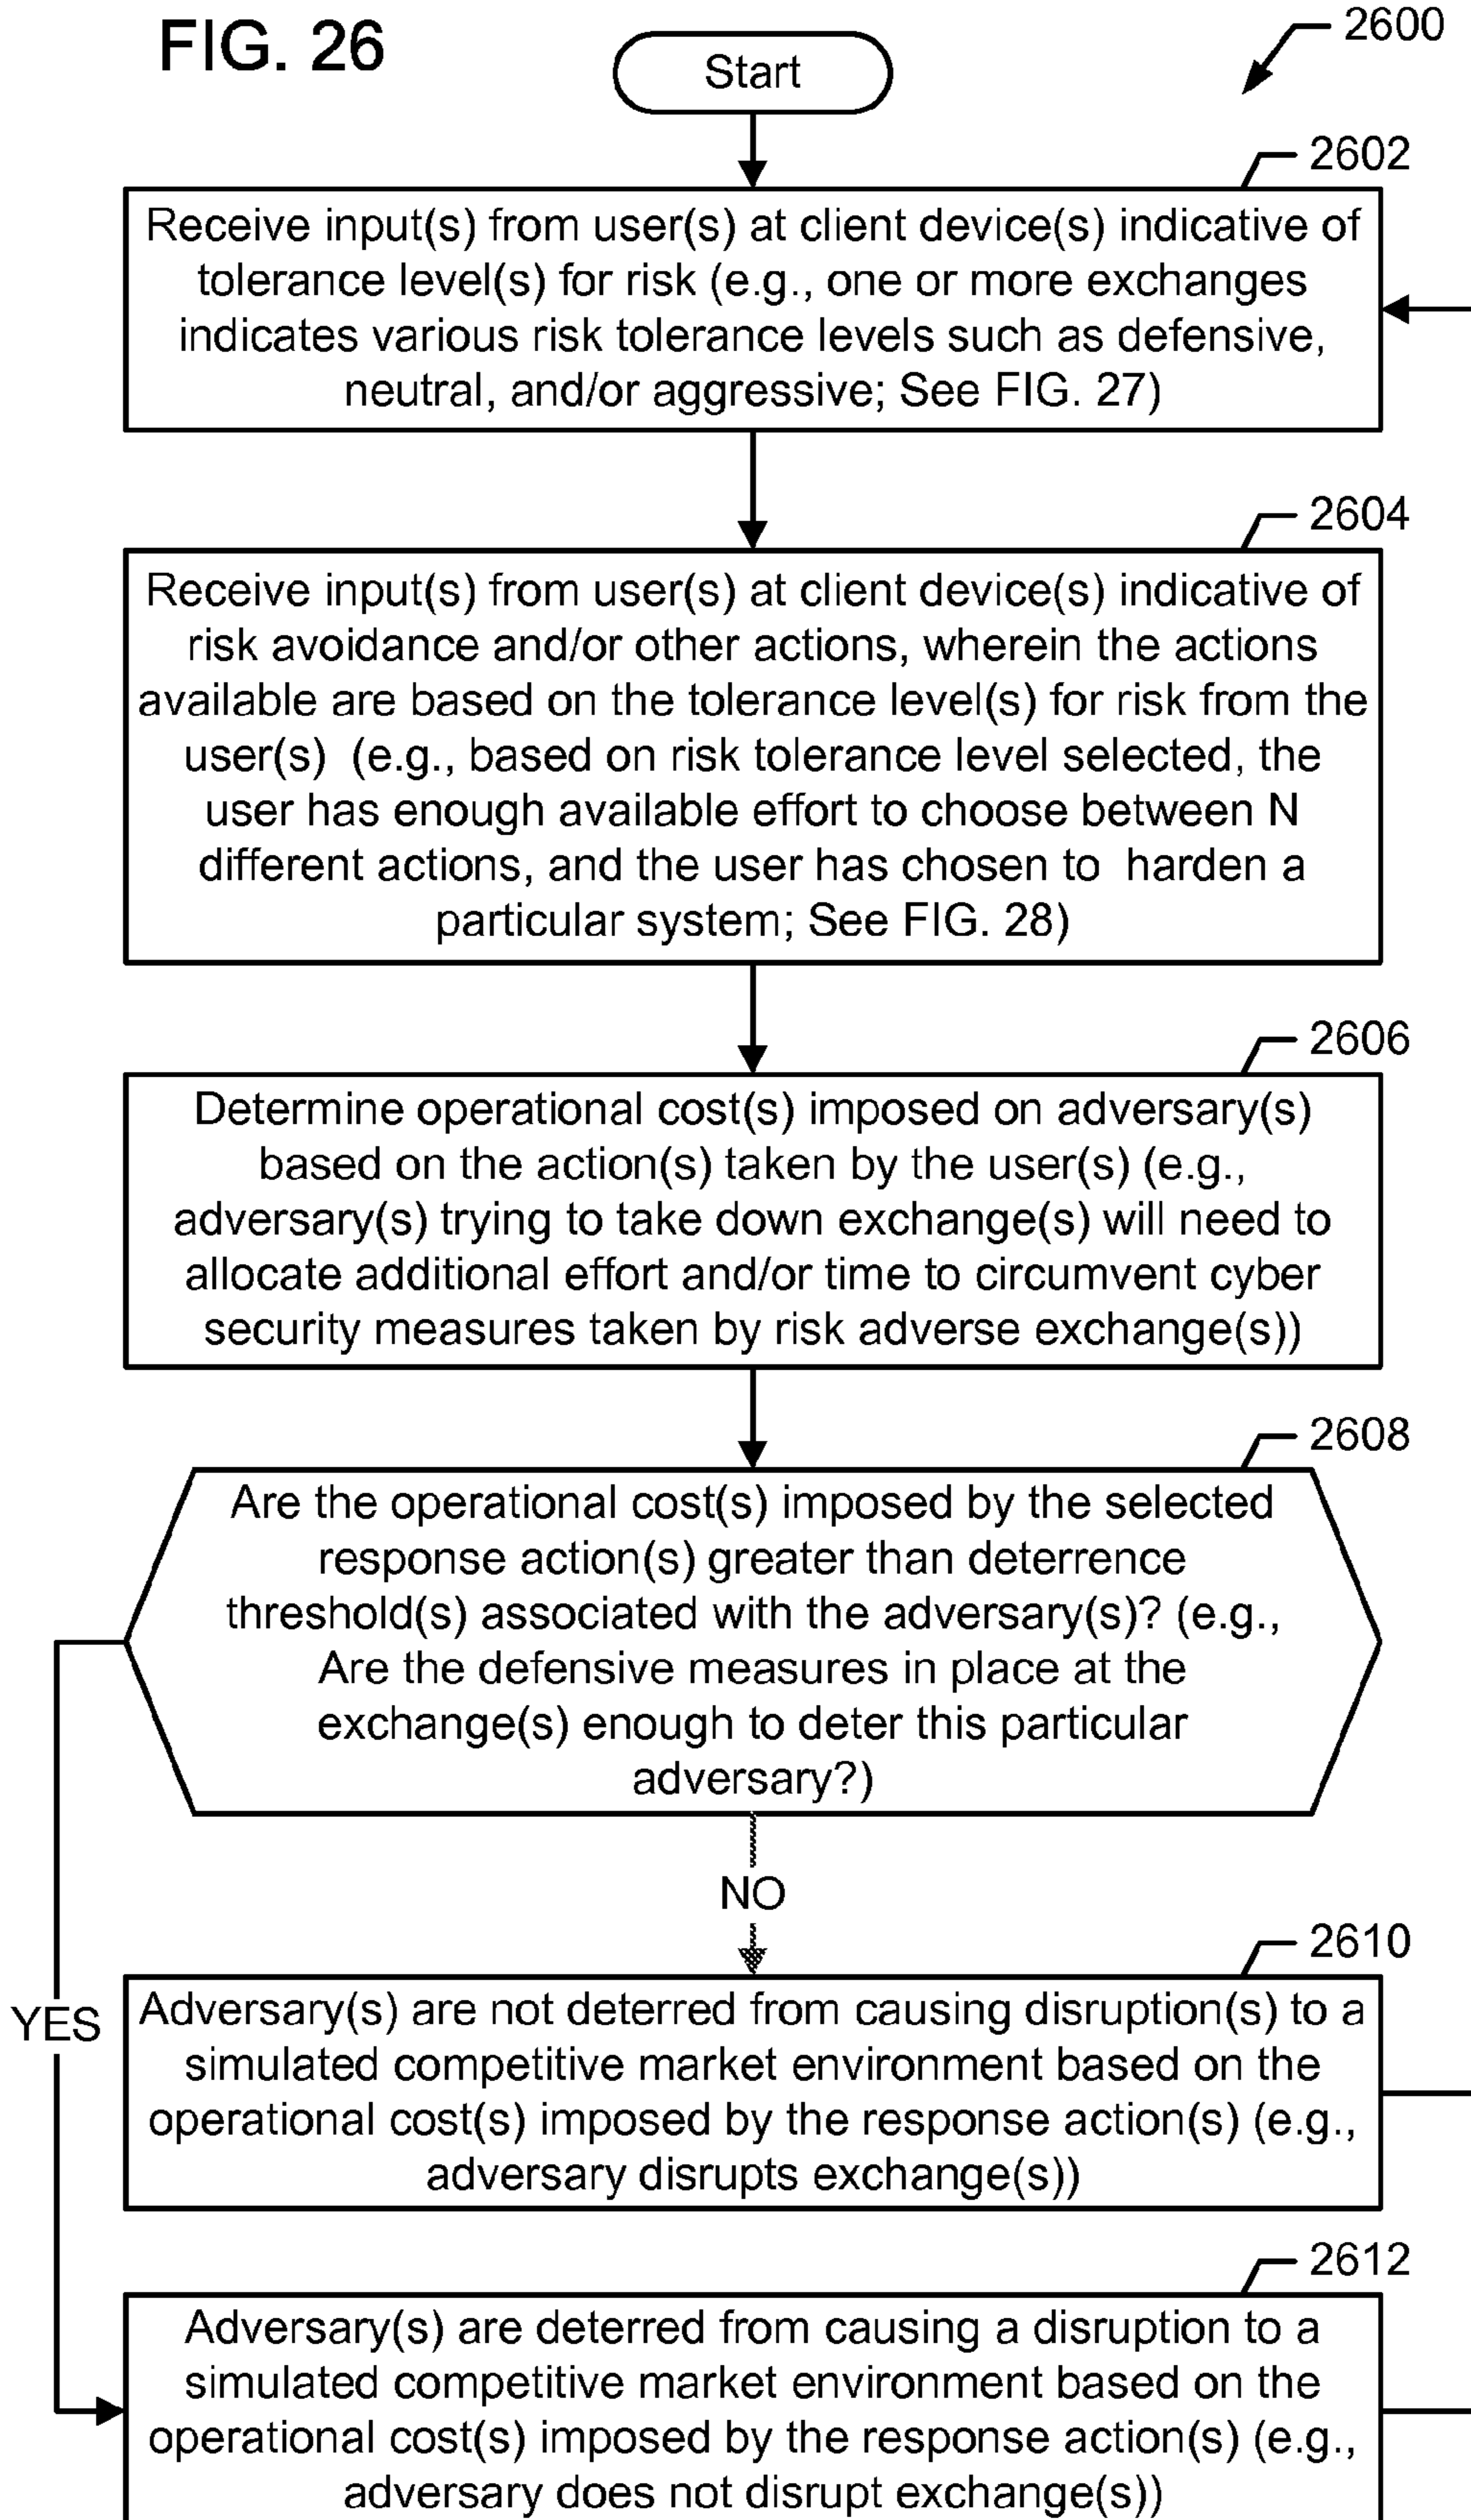 FIG. 26
2600
Start
2602
Receive input(s) from user(s) at client device(s) indicative of
tolerance level(s) for risk (e.g., one or more exchanges
indicates various risk tolerance levels such as defensive,
neutral, and/or aggressive; See FIG. 27)
2604
Receive input(s) from user(s) at client device(s) indicative of
risk avoidance and/or other actions, wherein the actions
available are based on the tolerance level(s) for risk from the
user(s) (e.g., based on risk tolerance level selected, the
user has enough available effort to choose between N
different actions, and the user has chosen to harden a
particular system; See FIG. 28)
2606
Determine operational cost(s) imposed on adversary(s)
based on the action(s) taken by the user(s) (e.g.,
adversary(s) trying to take down exchange(s) will need to
allocate additional effort and/or time to circumvent cyber
security measures taken by risk adverse exchange(s))
2608
Are the operational cost(s) imposed by the selected
response action(s) greater than deterrence
threshold(s) associated with the adversary(s)? (e.g.,
Are the defensive measures in place at the
exchange(s) enough to deter this particular
adversary?)
NO
2610
YES
Adversary(s) are not deterred from causing disruption(s) to a
simulated competitive market environment based on the
operational cost(s) imposed by the response action(s) (e.g.,
adversary disrupts exchange(s))
2612
Adversary(s) are deterred from causing a disruption to a
simulated competitive market environment based on the
operational cost(s) imposed by the response action(s) (e.g.,
adversary does not disrupt exchange(s))